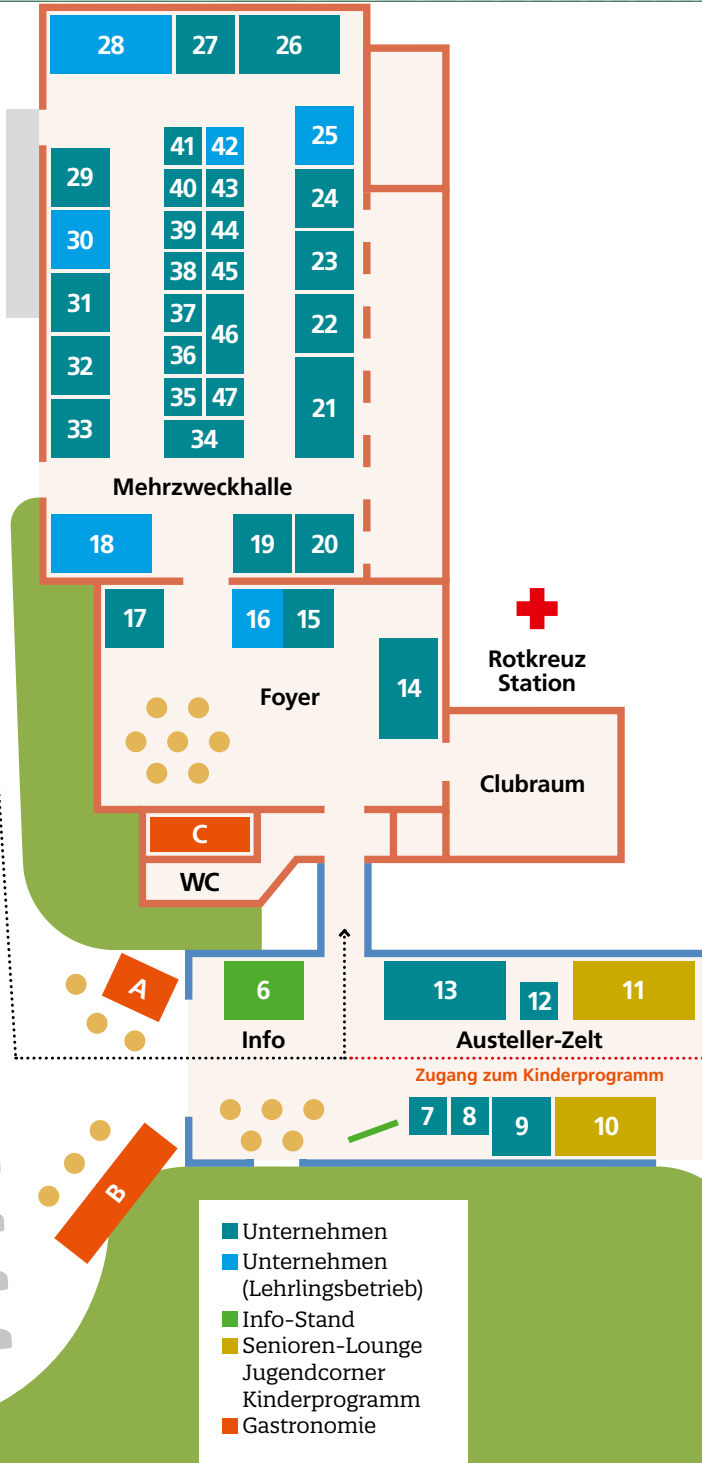 28 27 26
25
41 42
29
40 43 24
39 44
30
38 45 23
31
37
46 22
36
32
35 47 21
33
34
Mehrzweckhalle
18 19 20
17 16 15
Rotkreuz
Station
14
Foyer
Clubraum
C
WC
A
6
13 12 11
Info
Austeller-Zelt
Zugang zum Kinderprogramm
7 8 9 10
B
Unternehmen
Unternehmen
(Lehrlingsbetrieb)
Info-Stand
Senioren-Lounge
Jugendcorner
Kinderprogramm
Gastronomie